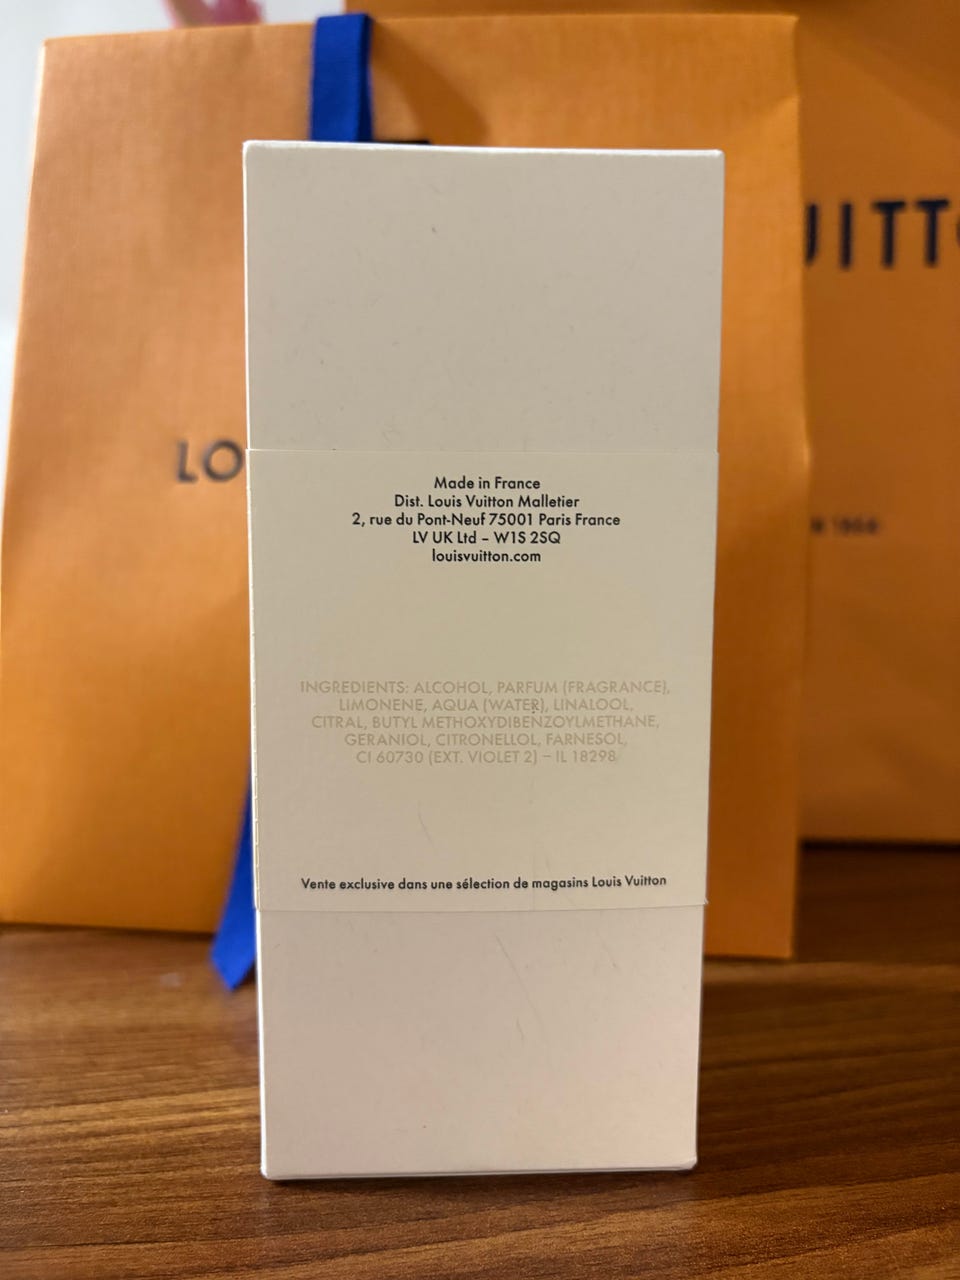 UITT
LO
Made in France
Dist. Louis Vuitton Malletier
2, rue du Pont-Neuf 75001 Paris France
LV UK Ltd – W1S 2SQ
louisvuitton.com
INGREDIENTS: ALCOHOL, PARFUM (FRAGRANCE),
LIMONENE, AQUA (WATER), LINALOOL,
CITRAL, BUTYL METHOXYDIBENZOYLMETHANE,
GERANIOL, CITRONELLOL, FARNESOL,
CI 60730 (EXT. VIOLET 2) – IL 18298
Vente exclusive dans une sélection de magasins Louis Vuitton